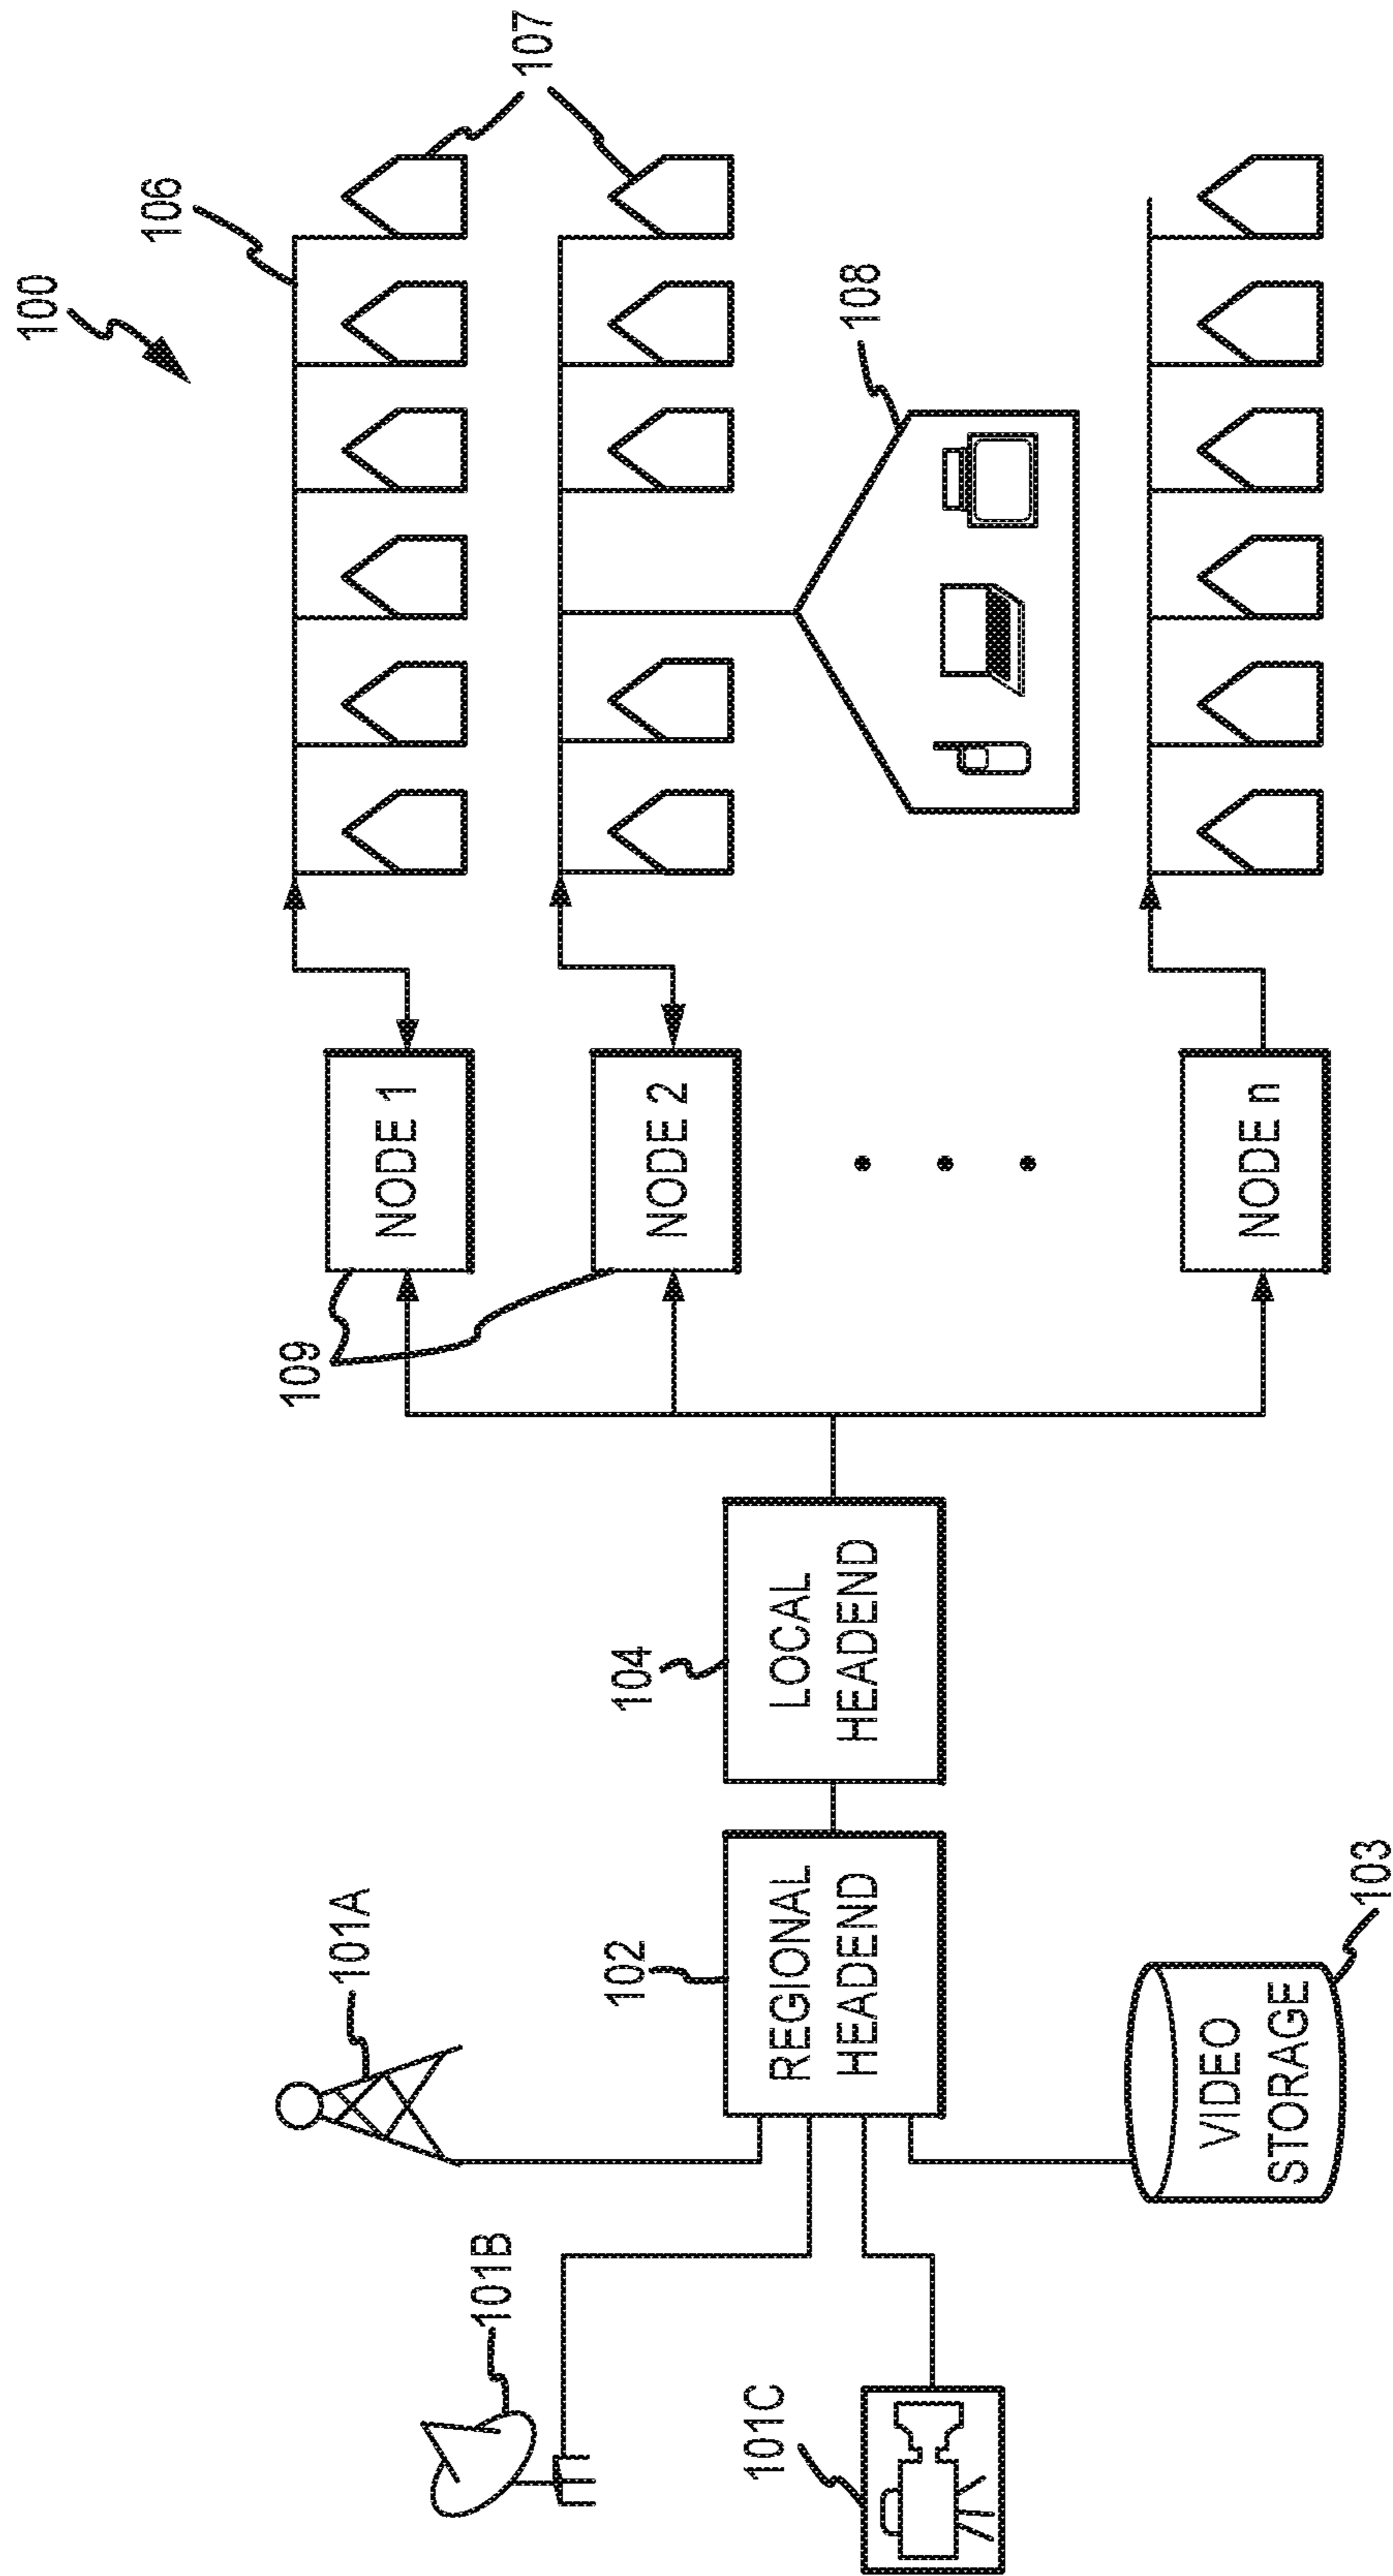 100
106
107
101A
109
NODE 1
101B
102
104
NODE 2
REGIONAL
HEADEND
LOCAL
HEADEND
108
101C
VIDEO
STORAGE
NODE n
103